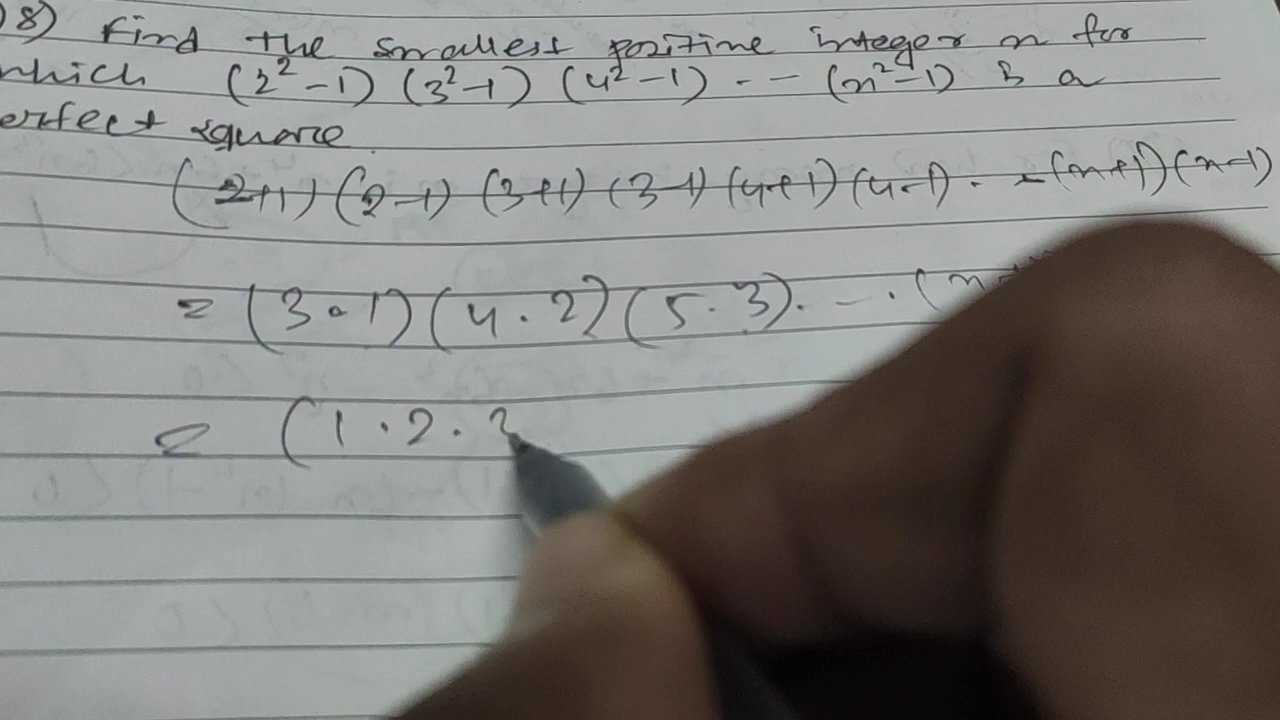 8) Find the smallest positive integer n for
which (2²-1) (3²-1) (4²-1) - - - (n²-1) is a
erfect square.
(2+1) (2-1) (3+1) (3-1) (4+1) (4-1) . - (n+1) (n-1)
= (3·1) (4·2) (5·3). - . (n+
= (1·2·3